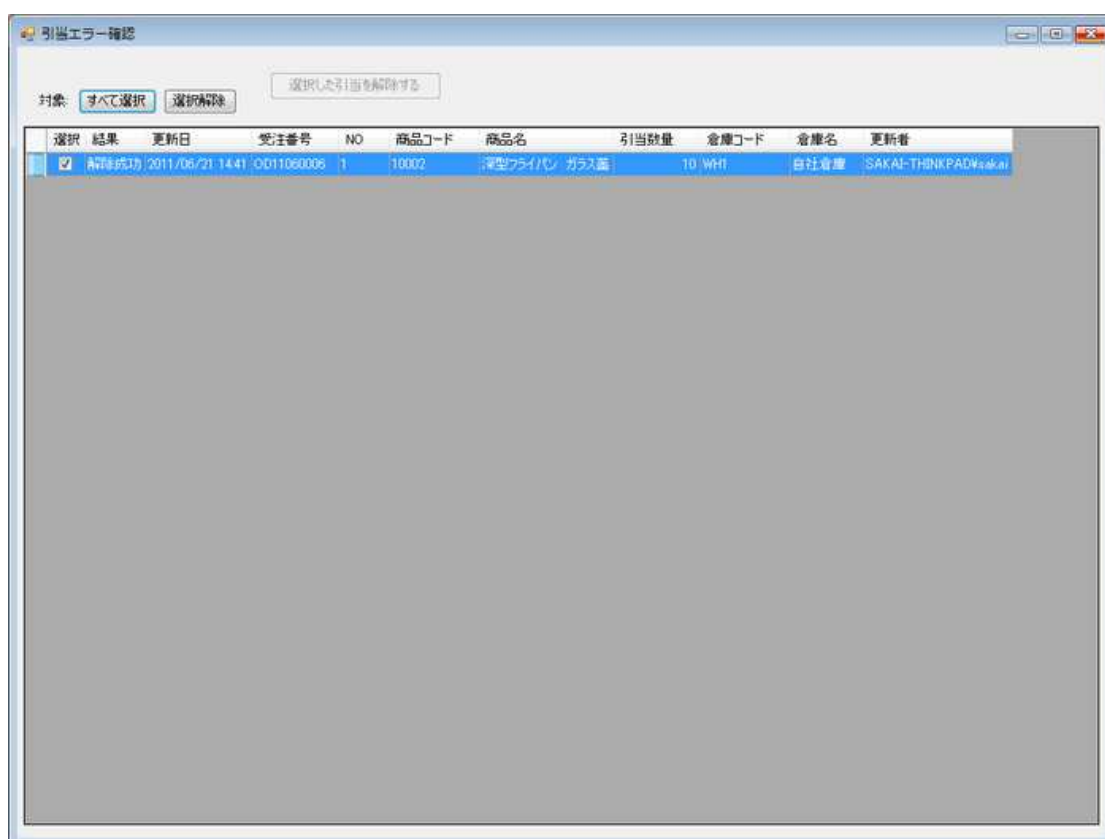 引当エラー確認
選択した引当を解除する
対象: すべて選択 選択解除
選択 結果 更新日 受注番号 NO 商品コード 商品名 引当数量 倉庫コード 倉庫名 更新者
解除成功 2011/06/21 14:41 OD11060006 1 10002 深型フライパン ガラス蓋 10 WH1 自社倉庫 SAKAI-THINKPAD¥sakai